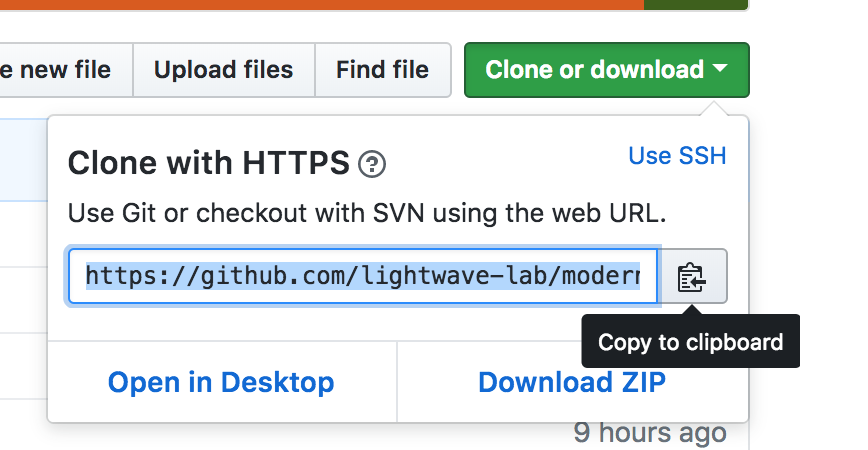 e new file
Upload files
Find file
Clone or download
Clone with HTTPS ?
Use SSH
Use Git or checkout with SVN using the web URL.
https://github.com/lightwave-lab/modern
Copy to clipboard
Open in Desktop
Download ZIP
9 hours ago